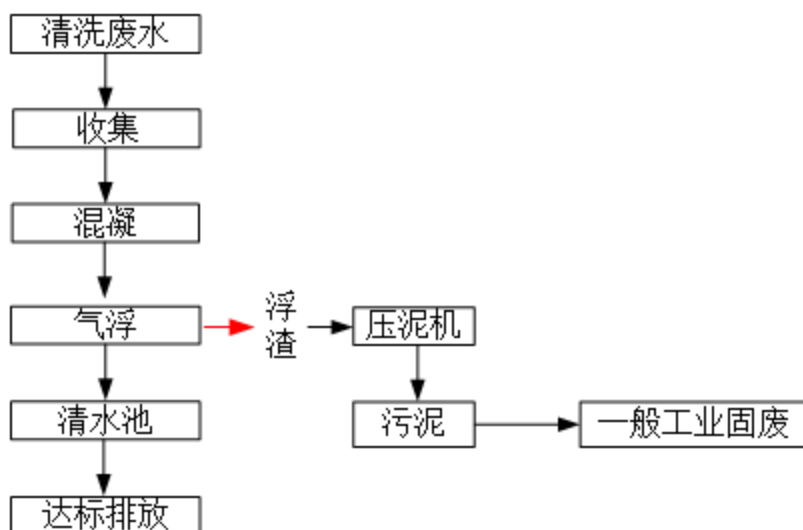 清洗废水
收集
混凝
气浮
浮
渣
压泥机
清水池
污泥
一般工业固废
达标排放